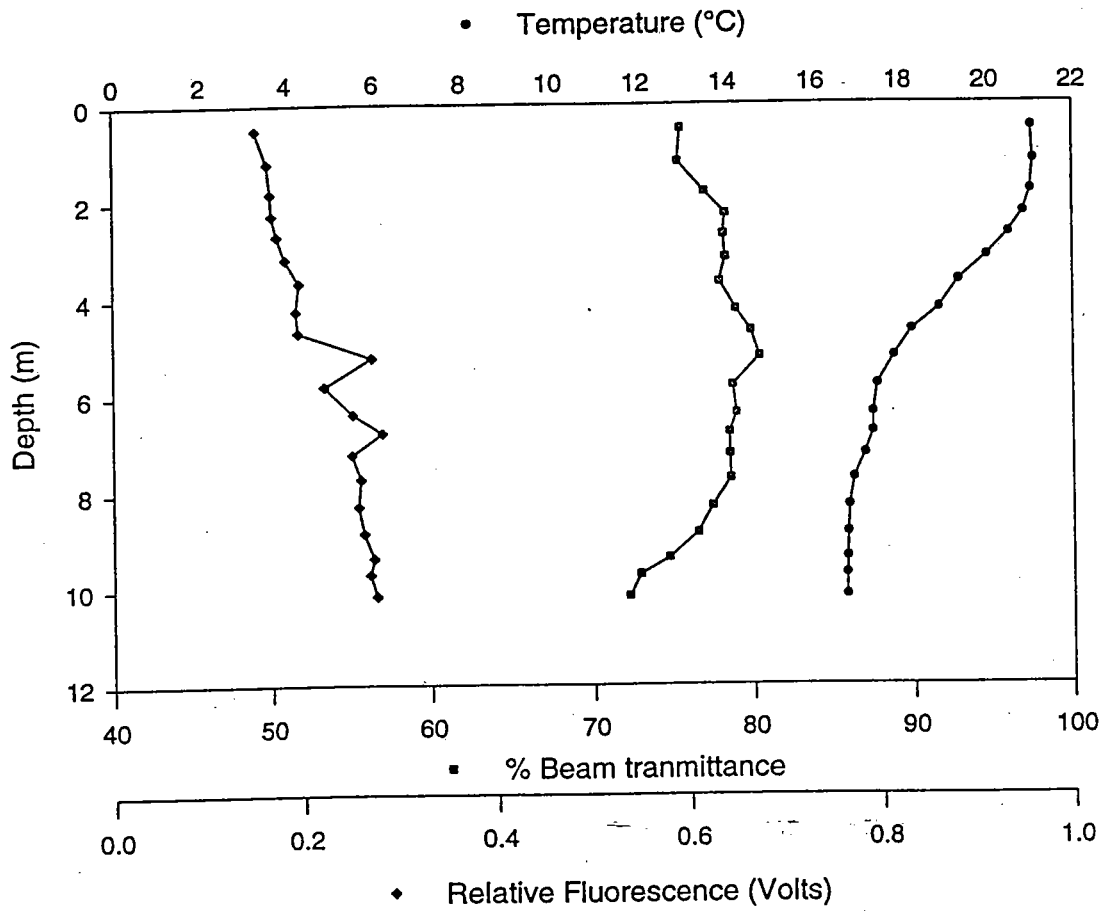 ● Temperature (°C)
0 2 4 6 8 10 12 14 16 18 20 22
0
2
4
6
8
10
12
Depth (m)
40 50 60 70 80 90 100
■ % Beam tranmittance
0.0 0.2 0.4 0.6 0.8 1.0
◆ Relative Fluorescence (Volts)